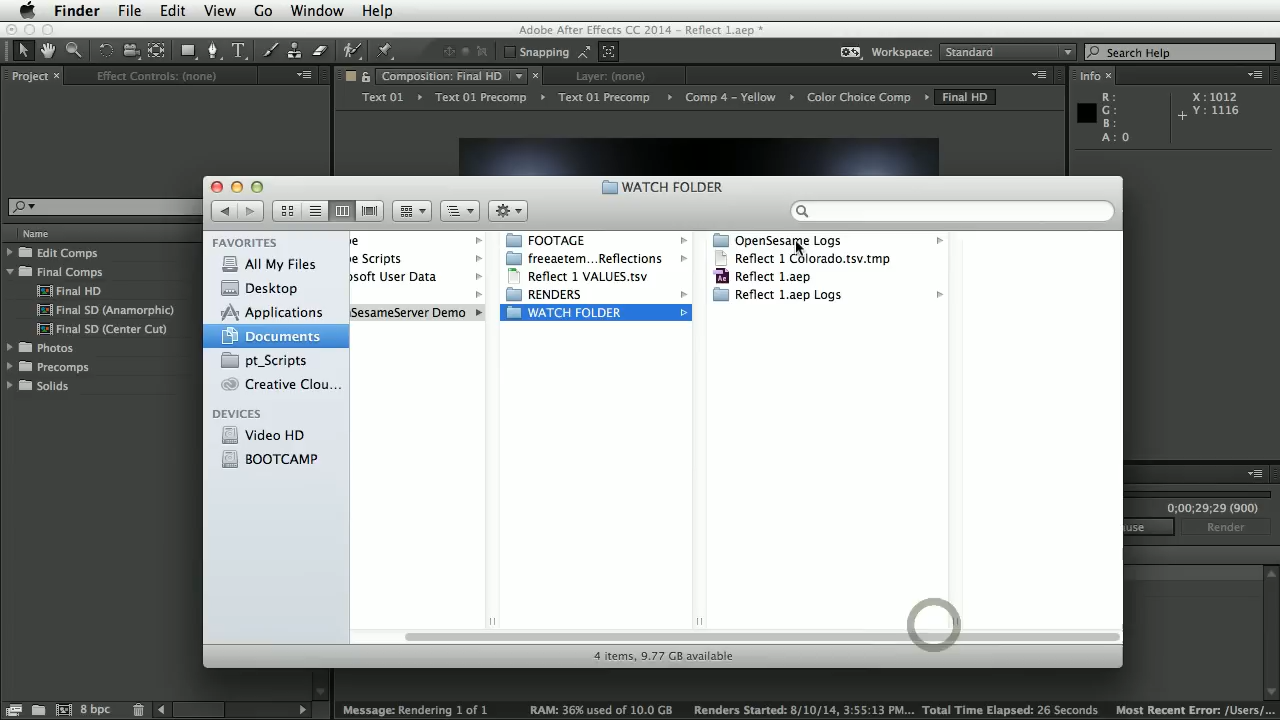 Finder File Edit View Go Window Help
Adobe After Effects CC 2014 - Reflect 1.aep *
Snapping
Workspace: Standard
Search Help
Project
Effect Controls: (none)
Composition: Final HD
Layer: (none)
Info
Text 01 Text 01 Precomp Text 01 Precomp Comp 4 - Yellow Color Choice Comp Final HD
R :
G :
B :
A : 0
X : 1012
Y : 1116
Name
Edit Comps
Final Comps
Final HD
Final SD (Anamorphic)
Final SD (Center Cut)
Photos
Precomps
Solids
WATCH FOLDER
FAVORITES
All My Files
Desktop
Applications
Documents
pt_Scripts
Creative Clou...
DEVICES
Video HD
BOOTCAMP
pe
pe Scripts
osoft User Data
nSesameServer Demo
FOOTAGE
freeaetem...Reflections
Reflect 1 VALUES.tsv
RENDERS
WATCH FOLDER
OpenSesame Logs
Reflect 1 Colorado.tsv.tmp
Reflect 1.aep
Reflect 1.aep Logs
4 items, 9.77 GB available
0;00;29;29 (900)
use
Render
8 bpc
Message: Rendering 1 of 1
RAM: 36% used of 10.0 GB
Renders Started: 8/10/14, 3:55:13 PM...
Total Time Elapsed: 26 Seconds
Most Recent Error: /Users/...